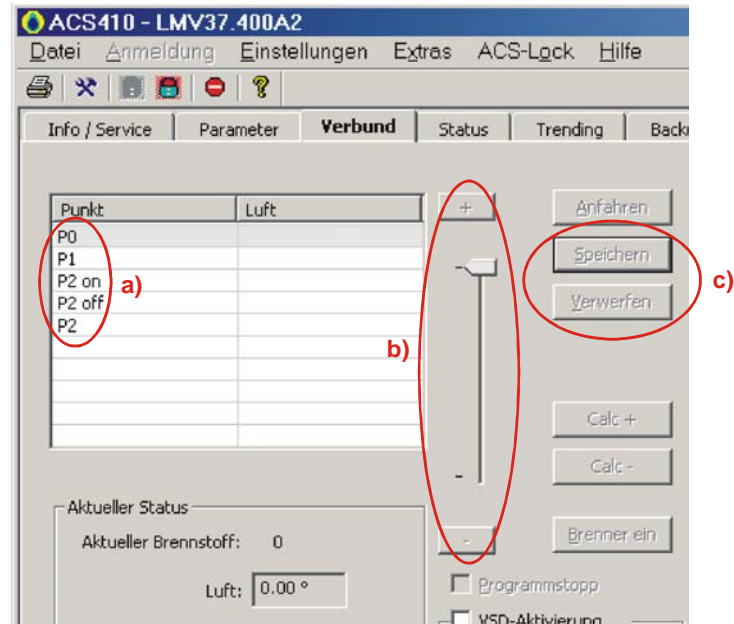 ACS410 - LMV37.400A2
Datei Anmeldung Einstellungen Extras ACS-Lock Hilfe
Info / Service Parameter Verbund Status Trending
Punkt Luft
+ Anfahren
P0
P1 Speichern
P2 on a) c)
P2 off Verwerfen
P2
b)
Calc +
Calc -
Aktueller Status
Aktueller Brennstoff: 0 - Brenner ein
Luft: 0.00 ° Programmstopp
VSD-Aktivierung